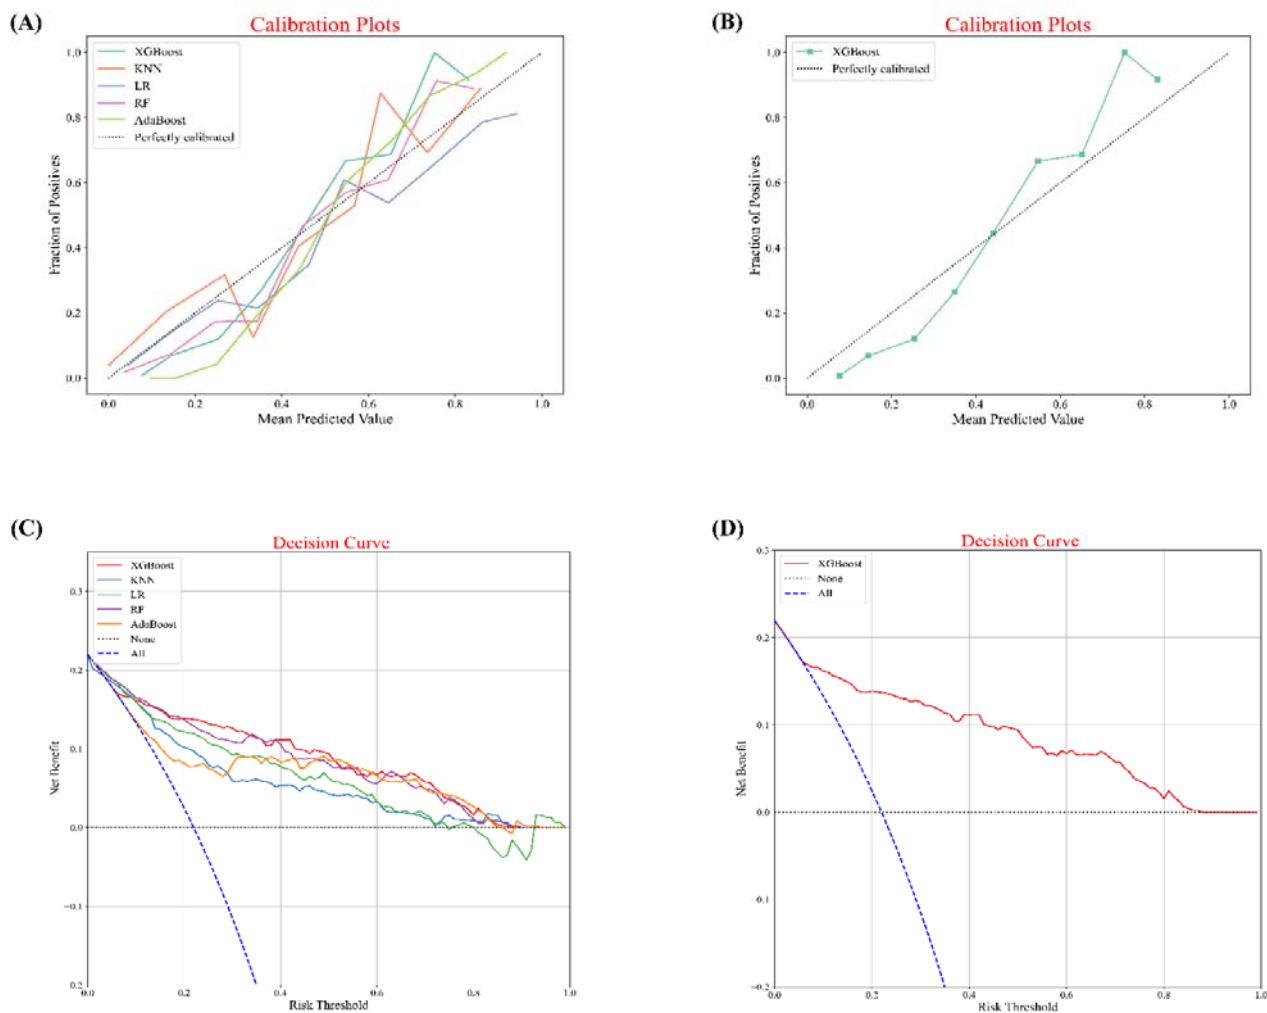 (A)
Calibration Plots
XGBoost
KNN
LR
RF
AdaBoost
Perfectly calibrated
1.0
0.8
0.6
0.4
0.2
0.0
Fraction of Positives
0.0 0.2 0.4 0.6 0.8 1.0
Mean Predicted Value
(B)
Calibration Plots
XGBoost
Perfectly calibrated
1.0
0.8
0.6
0.4
0.2
0.0
Fraction of Positives
0.0 0.2 0.4 0.6 0.8 1.0
Mean Predicted Value
(C)
Decision Curve
XGBoost
KNN
LR
RF
AdaBoost
None
All
0.3
0.2
0.1
0.0
−0.1
0.2
Net Benefit
0.0 0.2 0.4 0.6 0.8 1.0
Risk Threshold
(D)
Decision Curve
XGBoost
None
All
0.3
0.2
0.1
0.0
−0.1
−0.2
Net Benefit
0.0 0.2 0.4 0.6 0.8 1.0
Risk Threshold